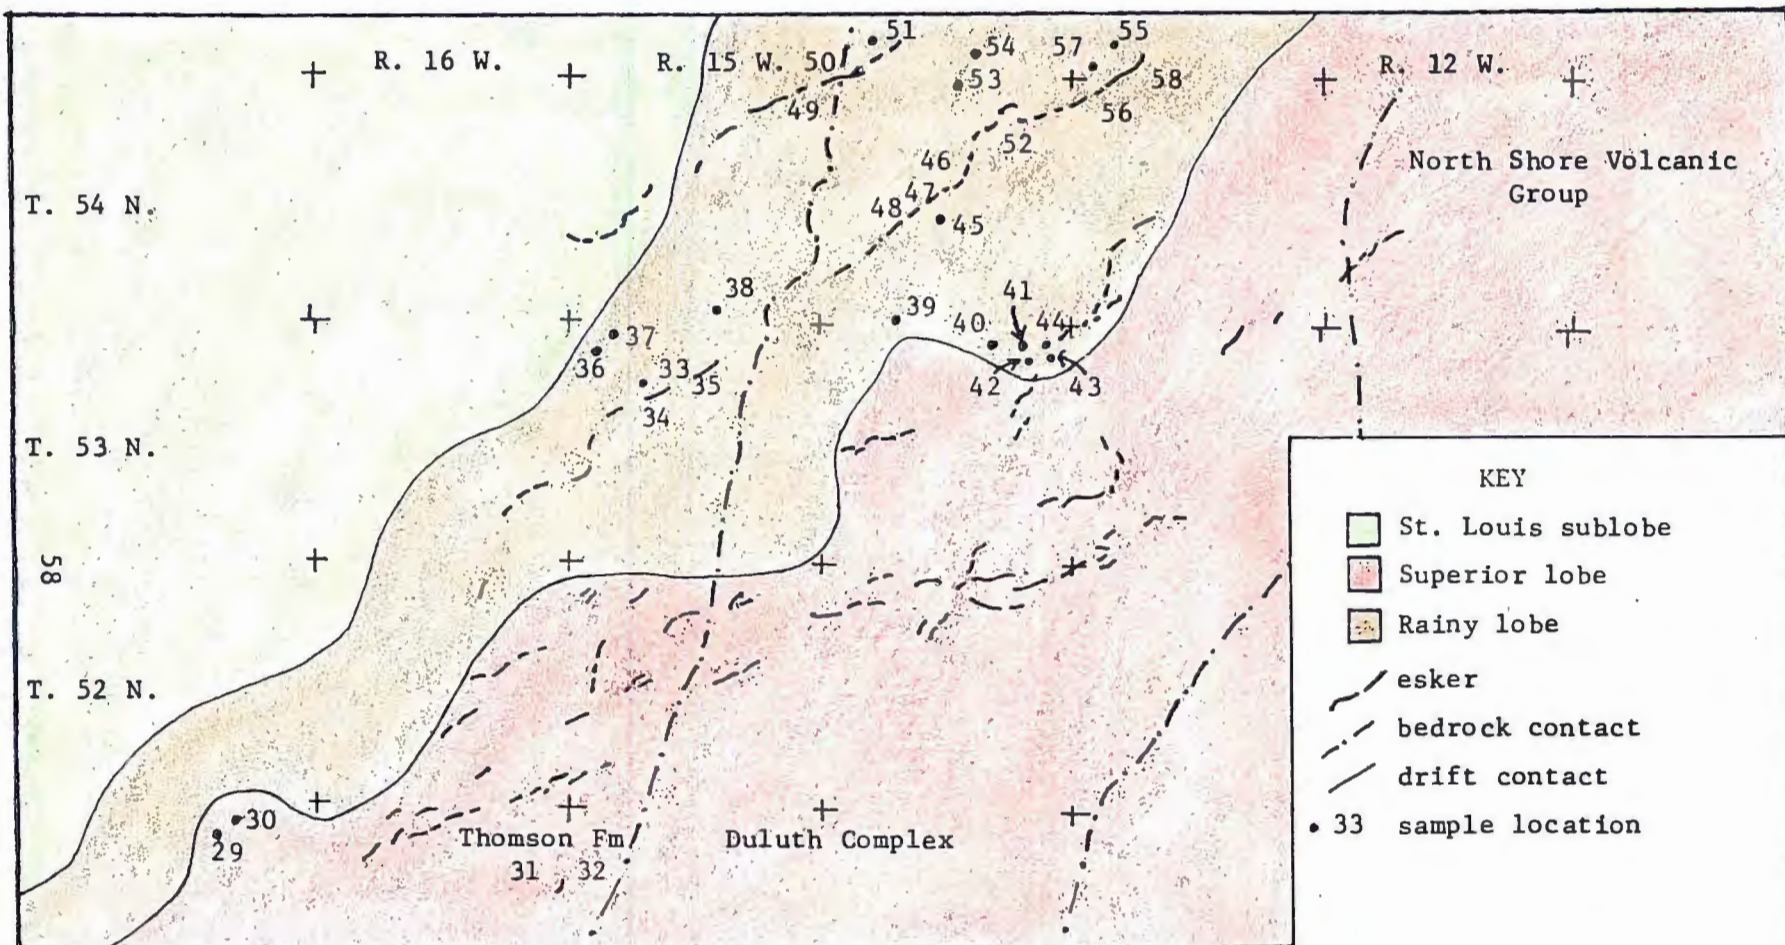 R. 16 W.
R. 15 W.
R. 12 W.
50
51
54
53
57
55
58
56
49
52
46
47
48
45
North Shore Volcanic
Group
T. 54 N.
38
37
36
33
35
34
39
40
41
44
42
43
T. 53 N.
58
T. 52 N.
30
29
Thomson Fm
31
32
Duluth Complex
KEY
St. Louis sublobe
Superior lobe
Rainy lobe
esker
bedrock contact
drift contact
33 sample location